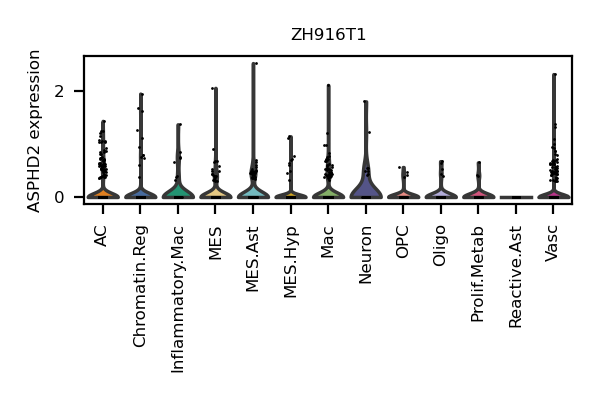 ZH916T1
ASPHD2 expression
2
0
AC
Chromatin.Reg
Inflammatory.Mac
MES
MES.Ast
MES.Hyp
Mac
Neuron
OPC
Oligo
Prolif.Metab
Reactive.Ast
Vasc